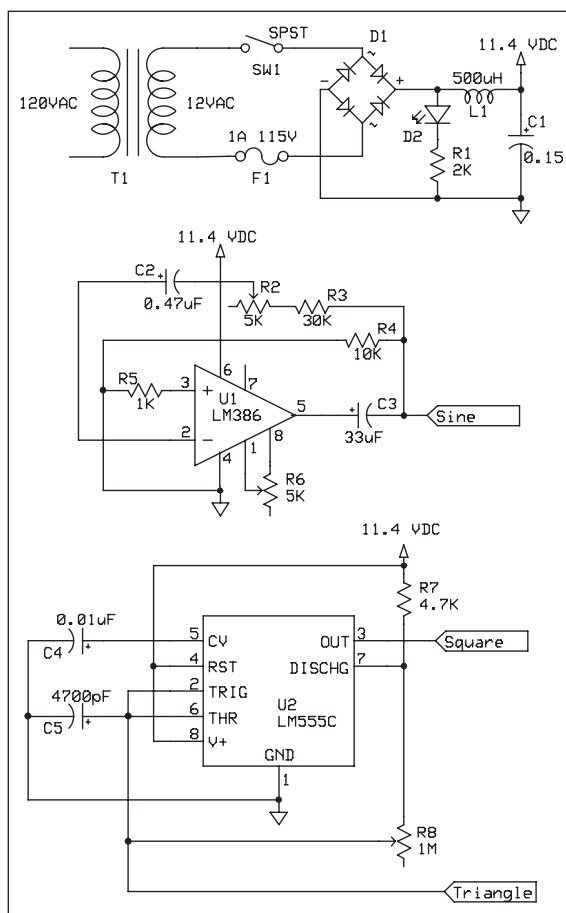 SPST
D1
11.4 VDC
SW1
~
-
+
500uH
120VAC
12VAC
L1
C1
+
D2
0.15
1A 115V
R1
2K
~
T1
F1
11.4 VDC
C2
+
R2
R3
0.47uF
5K
30K
R4
10K
6
7
R5
3
+
1K
U1
LM386
5
+
C3
Sine
2
-
8
33uF
4
1
R6
5K
11.4 VDC
R7
4.7K
0.01uF
5
CV
OUT
3
Square
C4
+
4
RST
DISCHG
7
4700pF
2
TRIG
U2
6
THR
LM555C
C5
+
8
V+
GND
1
R8
1M
Triangle